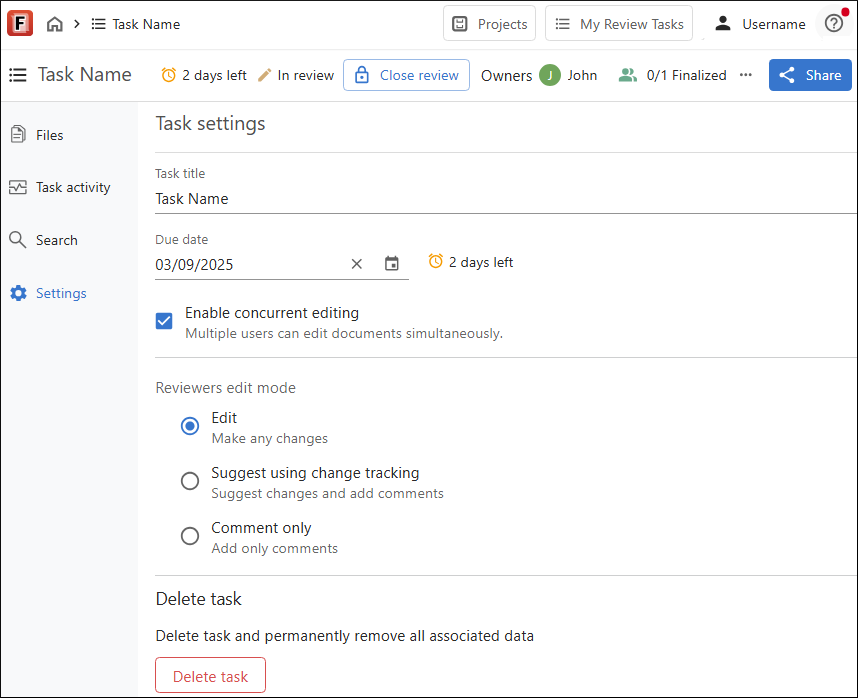 F Task Name Projects My Review Tasks Username
Task Name 2 days left In review Close review Owners J John 0/1 Finalized ... Share
Files
Task activity
Search
Settings
Task settings
Task title
Task Name
Due date
03/09/2025 2 days left
Enable concurrent editing
Multiple users can edit documents simultaneously.
Reviewers edit mode
Edit
Make any changes
Suggest using change tracking
Suggest changes and add comments
Comment only
Add only comments
Delete task
Delete task and permanently remove all associated data
Delete task